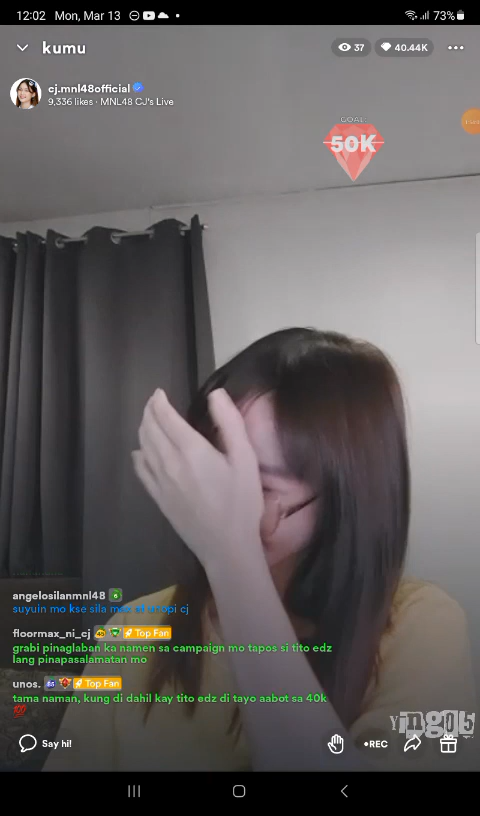 12:02 Mon, Mar 13
73%
kumu
37
40.44K
cj.mnl48official
9,336 likes · MNL48 CJ's Live
GOAL
50K
angelosilanmnl48 6
suyuin mo kse sila max at si opi cj
floormax_ni_cj Top Fan
grabi pinaglaban ka namen sa campaign mo tapos si tito edz
lang pinapasalamatan mo
unos. Top Fan
tama naman, kung di dahil kay tito edz di tayo aabot sa 40k
💯
Say hi!
•REC